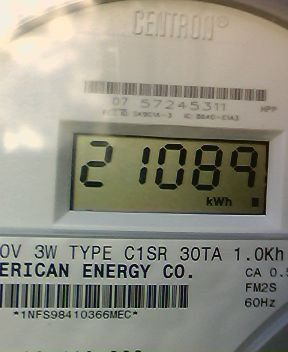 CENTRON®
07 57245311 HPP
21089
kWh
0V 3W TYPE C1SR 30TA 1.0Kh
ERICAN ENERGY CO. CA 0.5
FM2S
60Hz
*1NFS98410366MEC*